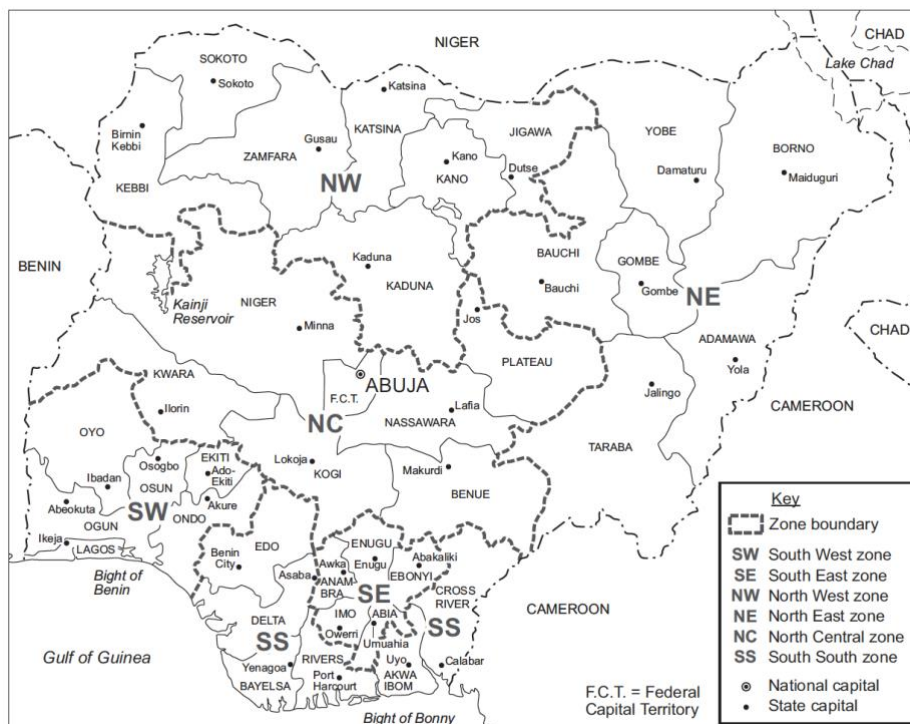 NIGER
CHAD
Lake Chad
SOKOTO
Sokoto
Katsina
KATSINA
Birnin
Kebbi
KEBBI
Gusau
ZAMFARA
NW
JIGAWA
Kano
KANO
Dutse
YOBE
Damaturu
BORNO
Maiduguri
BENIN
Kainji
Reservoir
NIGER
Minna
Kaduna
KADUNA
BAUCHI
Bauchi
GOMBE
Gombe
NE
Jos
PLATEAU
ADAMAWA
Yola
CHAD
CAMEROON
KWARA
Ilorin
ABUJA
F.C.T.
NC
Lafia
NASSAWARA
Jalingo
TARABA
OYO
Ibadan
Osogbo
OSUN
EKITI
Ado-
Ekiti
Akure
ONDO
Abeokuta
OGUN
SW
Ikeja
LAGOS
Lokoja
KOGI
Makurdi
BENUE
Bight of
Benin
EDO
Benin
City
Asaba
ENUGU
Enugu
Awka
ANAM-
BRA
Abakaliki
EBONYI
SE
CROSS
RIVER
CAMEROON
IMO
Owerri
ABIA
Umuahia
DELTA
SS
SS
Gulf of Guinea
Yenagoa
BAYELSA
RIVERS
Port
Harcourt
Uyo
AKWA
IBOM
Calabar
Bight of Bonny
F.C.T. = Federal
Capital Territory
Key
Zone boundary
SW South West zone
SE South East zone
NW North West zone
NE North East zone
NC North Central zone
SS South South zone
National capital
State capital